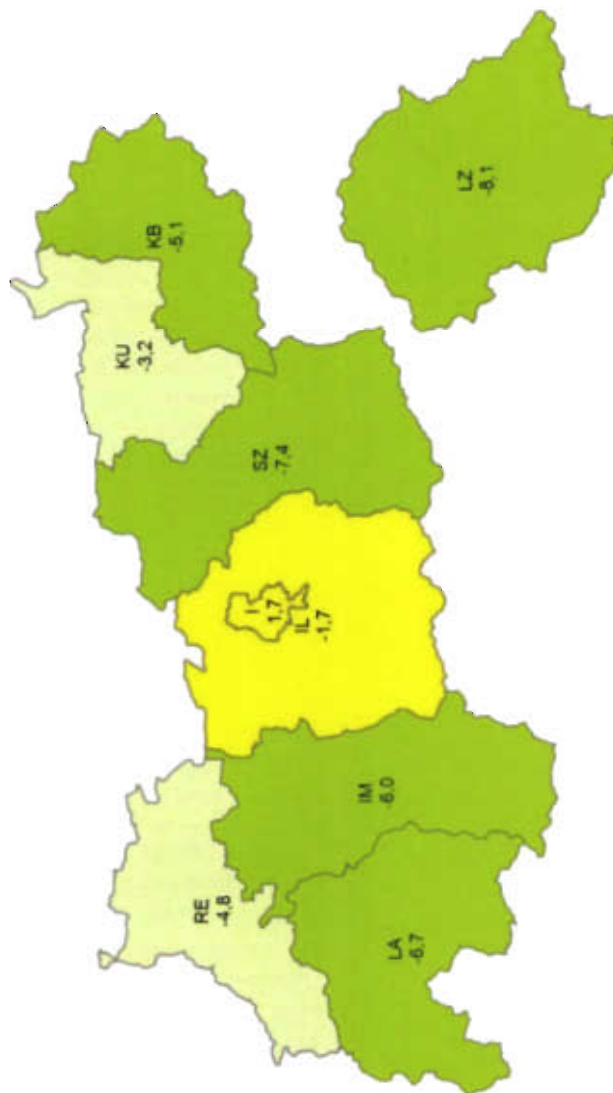 KB
-5,1
KU
-3,2
LZ
-8,1
SZ
-7,4
I
1,7
IL
-1,7
IM
-6,0
RE
-4,8
LA
-6,7